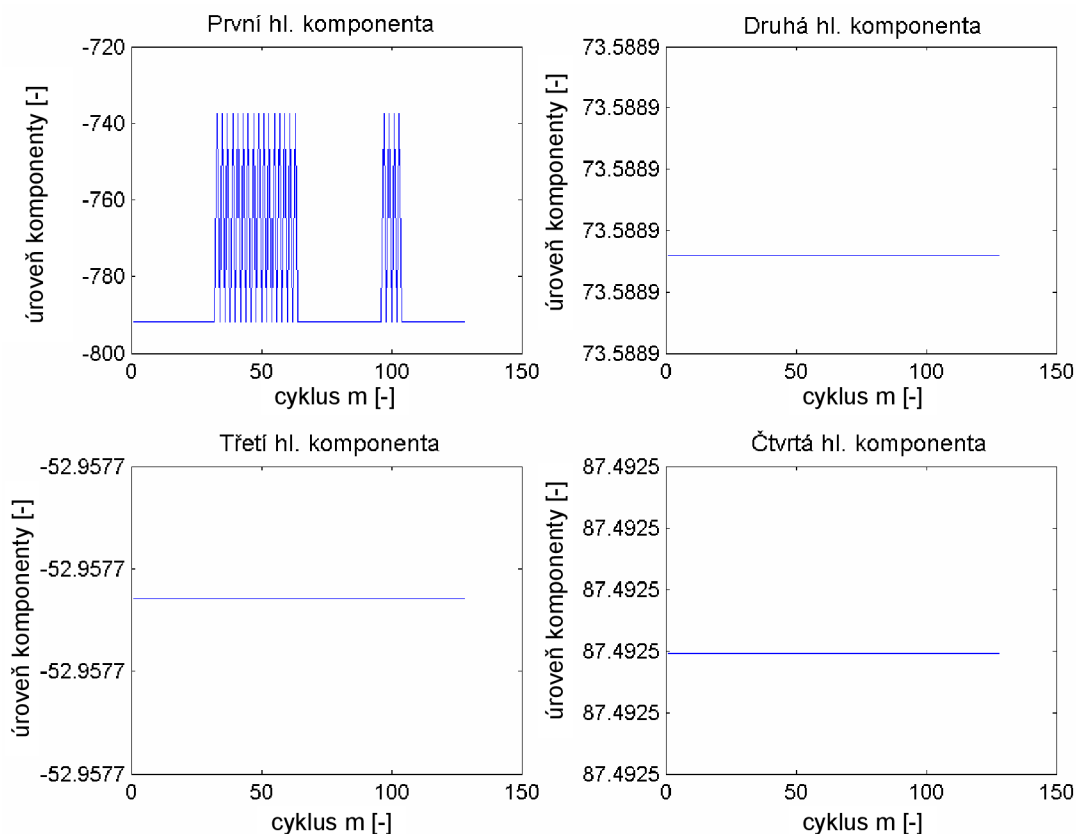 První hl. komponenta
úroveň komponenty [-]
-720
-740
-760
-780
-800
0 50 100 150
cyklus m [-]
Druhá hl. komponenta
úroveň komponenty [-]
73.5889
73.5889
73.5889
73.5889
73.5889
73.5889
0 50 100 150
cyklus m [-]
Třetí hl. komponenta
úroveň komponenty [-]
-52.9577
-52.9577
-52.9577
-52.9577
0 50 100 150
cyklus m [-]
Čtvrtá hl. komponenta
úroveň komponenty [-]
87.4925
87.4925
87.4925
87.4925
87.4925
87.4925
0 50 100 150
cyklus m [-]